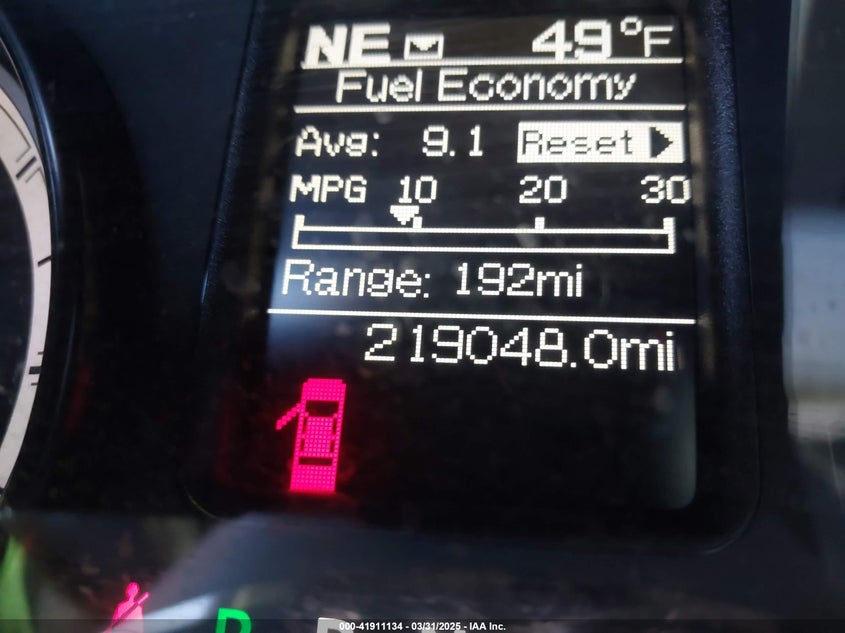 NE 49°F
Fuel Economy
Avg: 9.1 Reset
MPG 10 20 30
Range: 192mi
219048.0mi
P
000-41911134 - 03/31/2025 - IAA Inc.